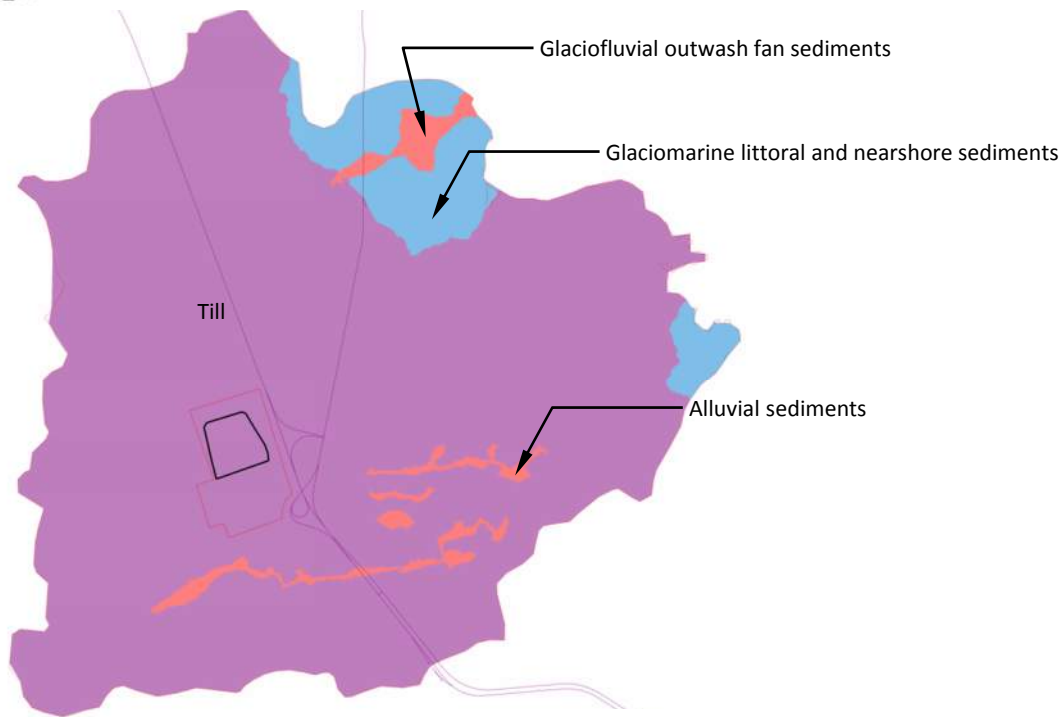 Glaciofluvial outwash fan sediments
Glaciomarine littoral and nearshore sediments
Till
Alluvial sediments